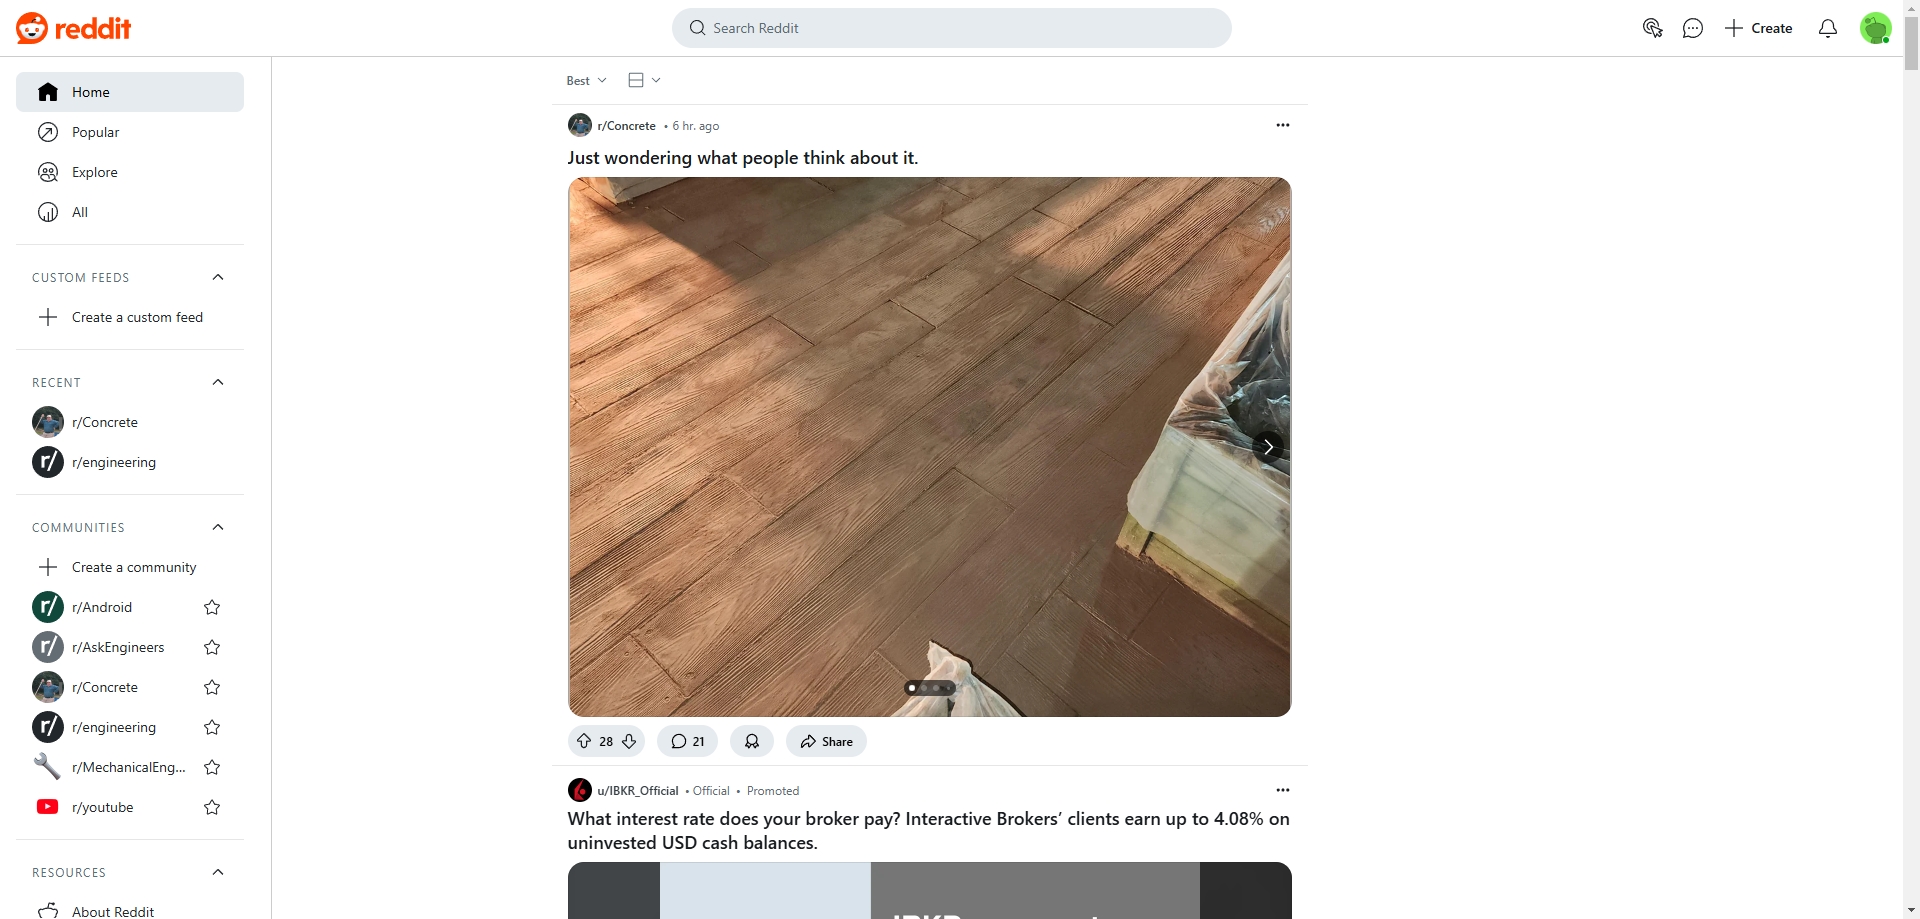 reddit
Search Reddit
Create
Home
Popular
Explore
All
CUSTOM FEEDS
Create a custom feed
RECENT
r/Concrete
r/engineering
COMMUNITIES
Create a community
r/Android
r/AskEngineers
r/Concrete
r/engineering
r/MechanicalEng...
r/youtube
RESOURCES
About Reddit
Best
r/Concrete • 6 hr. ago
Just wondering what people think about it.
28
21
Share
u/IBKR_Official • Official • Promoted
What interest rate does your broker pay? Interactive Brokers’ clients earn up to 4.08% on
uninvested USD cash balances.